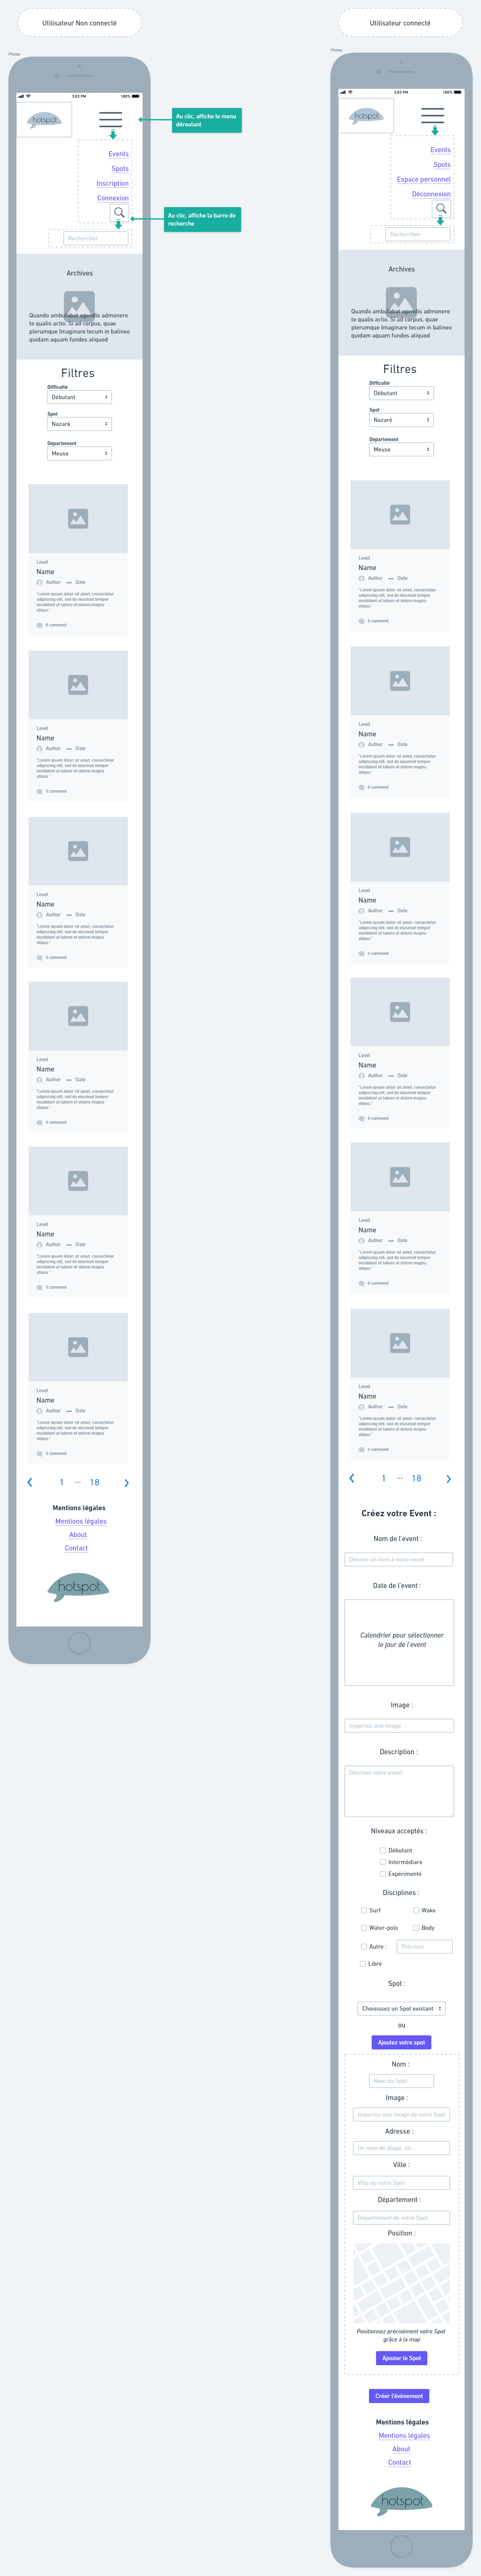 Utilisateur Non connecté
Phone
3:03 PM
100%
hotspot
Au clic, affiche le menu
déroulant
Events
Spots
Inscription
Connexion
Au clic, affiche la barre de
recherche
Rechercher
Archives
Quando ambulabat agendis admonere
te qualis actio. Si ad corpus, quae
plerumque Imaginare tecum in balineo
quidam aquam fundes aliquod
Filtres
Difficulté
Débutant
Spot
Nazaré
Département
Meuse
Level
Name
Author
Date
"Lorem ipsum dolor sit amet, consectetur
adipiscing elit, sed do eiusmod tempor
incididunt ut labore et dolore magna
aliqua."
0 comment
Level
Name
Author
Date
"Lorem ipsum dolor sit amet, consectetur
adipiscing elit, sed do eiusmod tempor
incididunt ut labore et dolore magna
aliqua."
0 comment
Level
Name
Author
Date
"Lorem ipsum dolor sit amet, consectetur
adipiscing elit, sed do eiusmod tempor
incididunt ut labore et dolore magna
aliqua."
0 comment
Level
Name
Author
Date
"Lorem ipsum dolor sit amet, consectetur
adipiscing elit, sed do eiusmod tempor
incididunt ut labore et dolore magna
aliqua."
0 comment
Level
Name
Author
Date
"Lorem ipsum dolor sit amet, consectetur
adipiscing elit, sed do eiusmod tempor
incididunt ut labore et dolore magna
aliqua."
0 comment
Level
Name
Author
Date
"Lorem ipsum dolor sit amet, consectetur
adipiscing elit, sed do eiusmod tempor
incididunt ut labore et dolore magna
aliqua."
0 comment
1 ... 18
Mentions légales
Mentions légales
About
Contact
hotspot
Utilisateur connecté
Phone
3:03 PM
100%
hotspot
Events
Spots
Espace personnel
Déconnexion
Rechercher
Archives
Quando ambulabat agendis admonere
te qualis actio. Si ad corpus, quae
plerumque Imaginare tecum in balineo
quidam aquam fundes aliquod
Filtres
Difficulté
Débutant
Spot
Nazaré
Département
Meuse
Level
Name
Author
Date
"Lorem ipsum dolor sit amet, consectetur
adipiscing elit, sed do eiusmod tempor
incididunt ut labore et dolore magna
aliqua."
0 comment
Level
Name
Author
Date
"Lorem ipsum dolor sit amet, consectetur
adipiscing elit, sed do eiusmod tempor
incididunt ut labore et dolore magna
aliqua."
0 comment
Level
Name
Author
Date
"Lorem ipsum dolor sit amet, consectetur
adipiscing elit, sed do eiusmod tempor
incididunt ut labore et dolore magna
aliqua."
0 comment
Level
Name
Author
Date
"Lorem ipsum dolor sit amet, consectetur
adipiscing elit, sed do eiusmod tempor
incididunt ut labore et dolore magna
aliqua."
0 comment
Level
Name
Author
Date
"Lorem ipsum dolor sit amet, consectetur
adipiscing elit, sed do eiusmod tempor
incididunt ut labore et dolore magna
aliqua."
0 comment
Level
Name
Author
Date
"Lorem ipsum dolor sit amet, consectetur
adipiscing elit, sed do eiusmod tempor
incididunt ut labore et dolore magna
aliqua."
0 comment
1 ... 18
Créez votre Event :
Nom de l'event :
Donnez un nom à votre event
Date de l'event :
Calendrier pour sélectionner
le jour de l'event
Image :
Importez une image
Description :
Décrivez votre event
Niveaux acceptés :
Débutant
Intermédiare
Expérimenté
Disciplines :
Surf
Wake
Water-polo
Body
Autre :
Précisez
Libre
Spot :
Choisissez un Spot existant
ou
Ajoutez votre spot
Nom :
Nom du Spot
Image :
Importez une image de votre Spot
Adresse :
Un nom de plage, etc...
Ville :
Ville de votre Spot
Département :
Département de votre Spot
Position :
Positionnez précisément votre Spot
grâce à la map
Ajouter le Spot
Créer l'évènement
Mentions légales
Mentions légales
About
Contact
hotspot